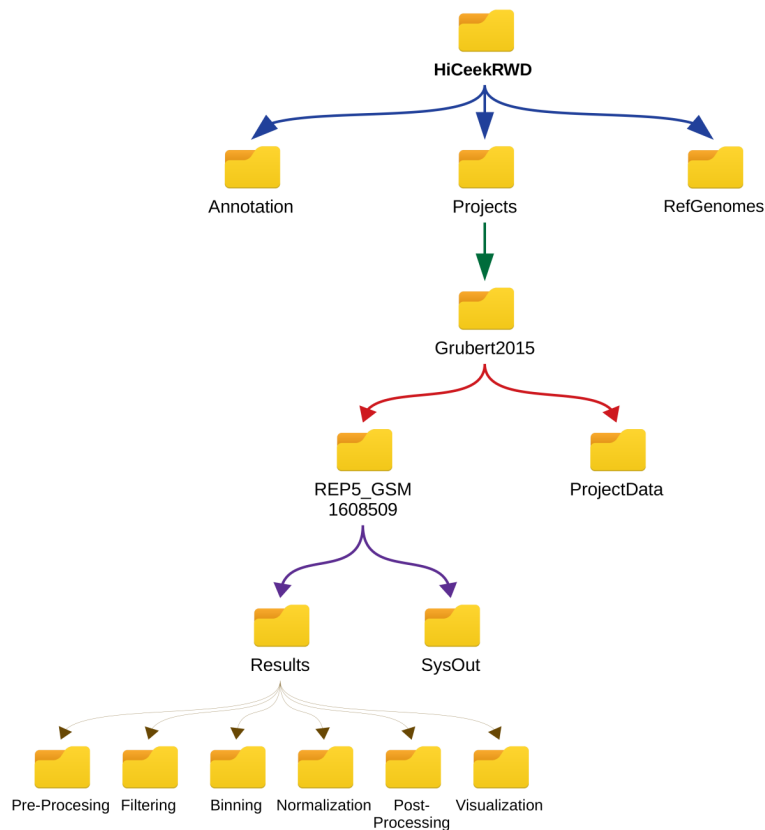 HiCeekRWD
Annotation
Projects
RefGenomes
Grubert2015
REP5_GSM
1608509
ProjectData
Results
SysOut
Pre-Procesing
Filtering
Binning
Normalization
Post-
Processing
Visualization